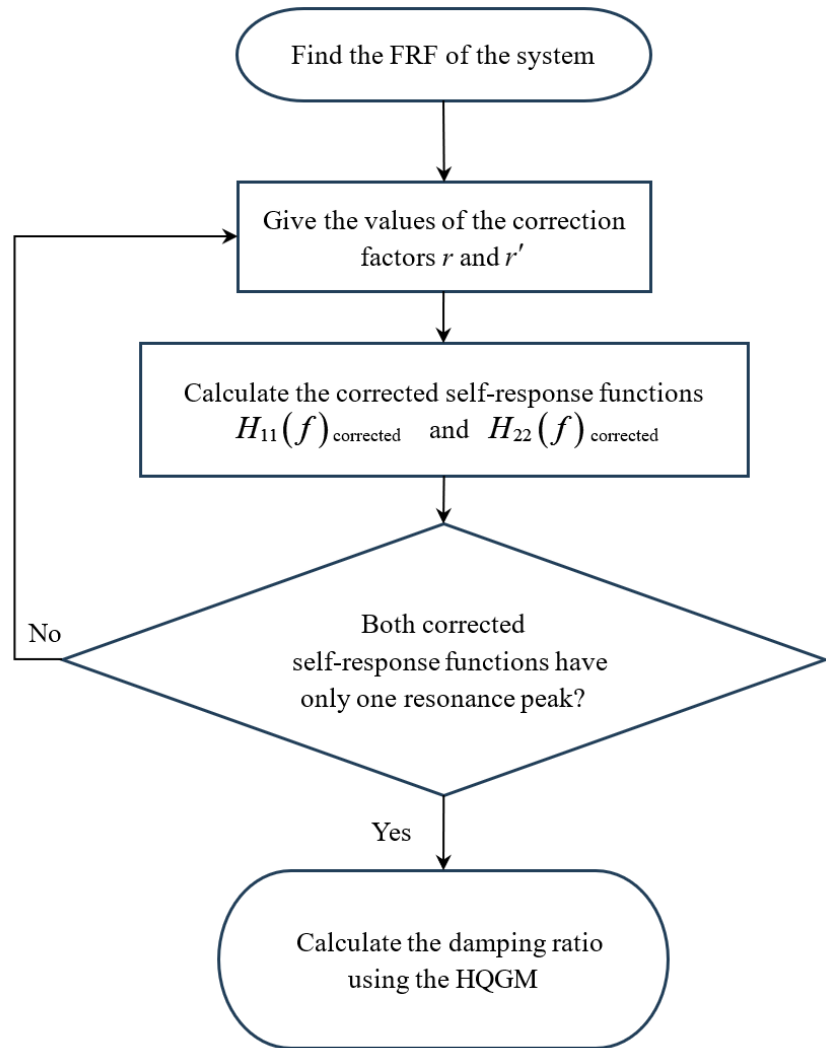 Find the FRF of the system
Give the values of the correction
factors r and r′
Calculate the corrected self-response functions
H₁₁(f) corrected and H₂₂(f) corrected
Both corrected
self-response functions have
only one resonance peak?
No
Yes
Calculate the damping ratio
using the HQGM